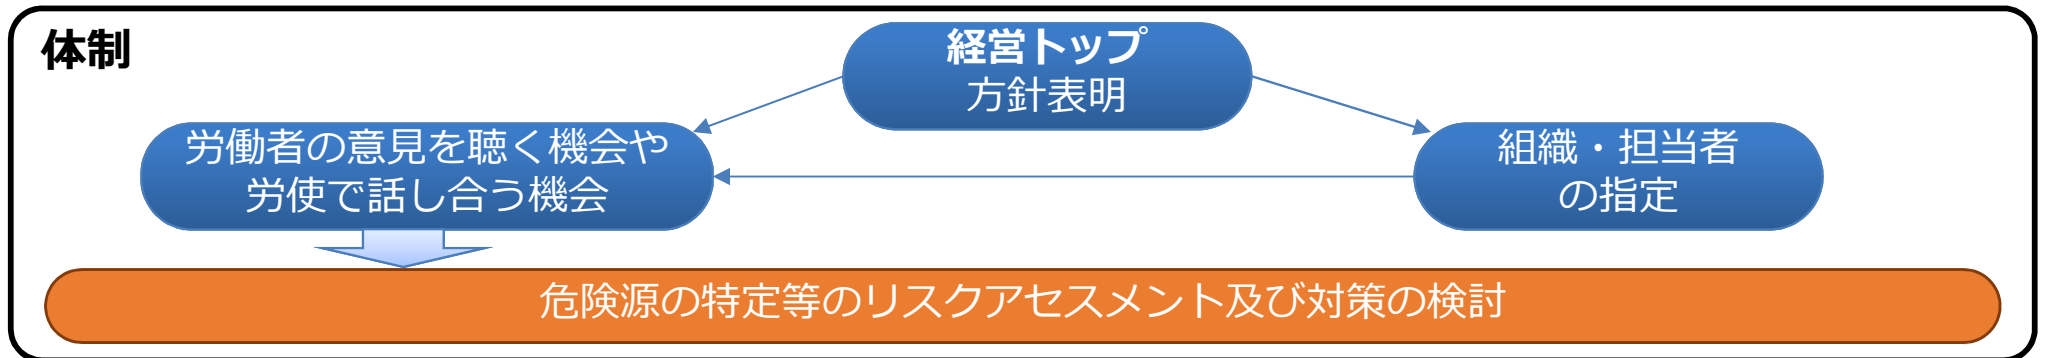 体制
経営トップ
方針表明
労働者の意見を聴く機会や
労使で話し合う機会
組織・担当者
の指定
危険源の特定等のリスクアセスメント及び対策の検討